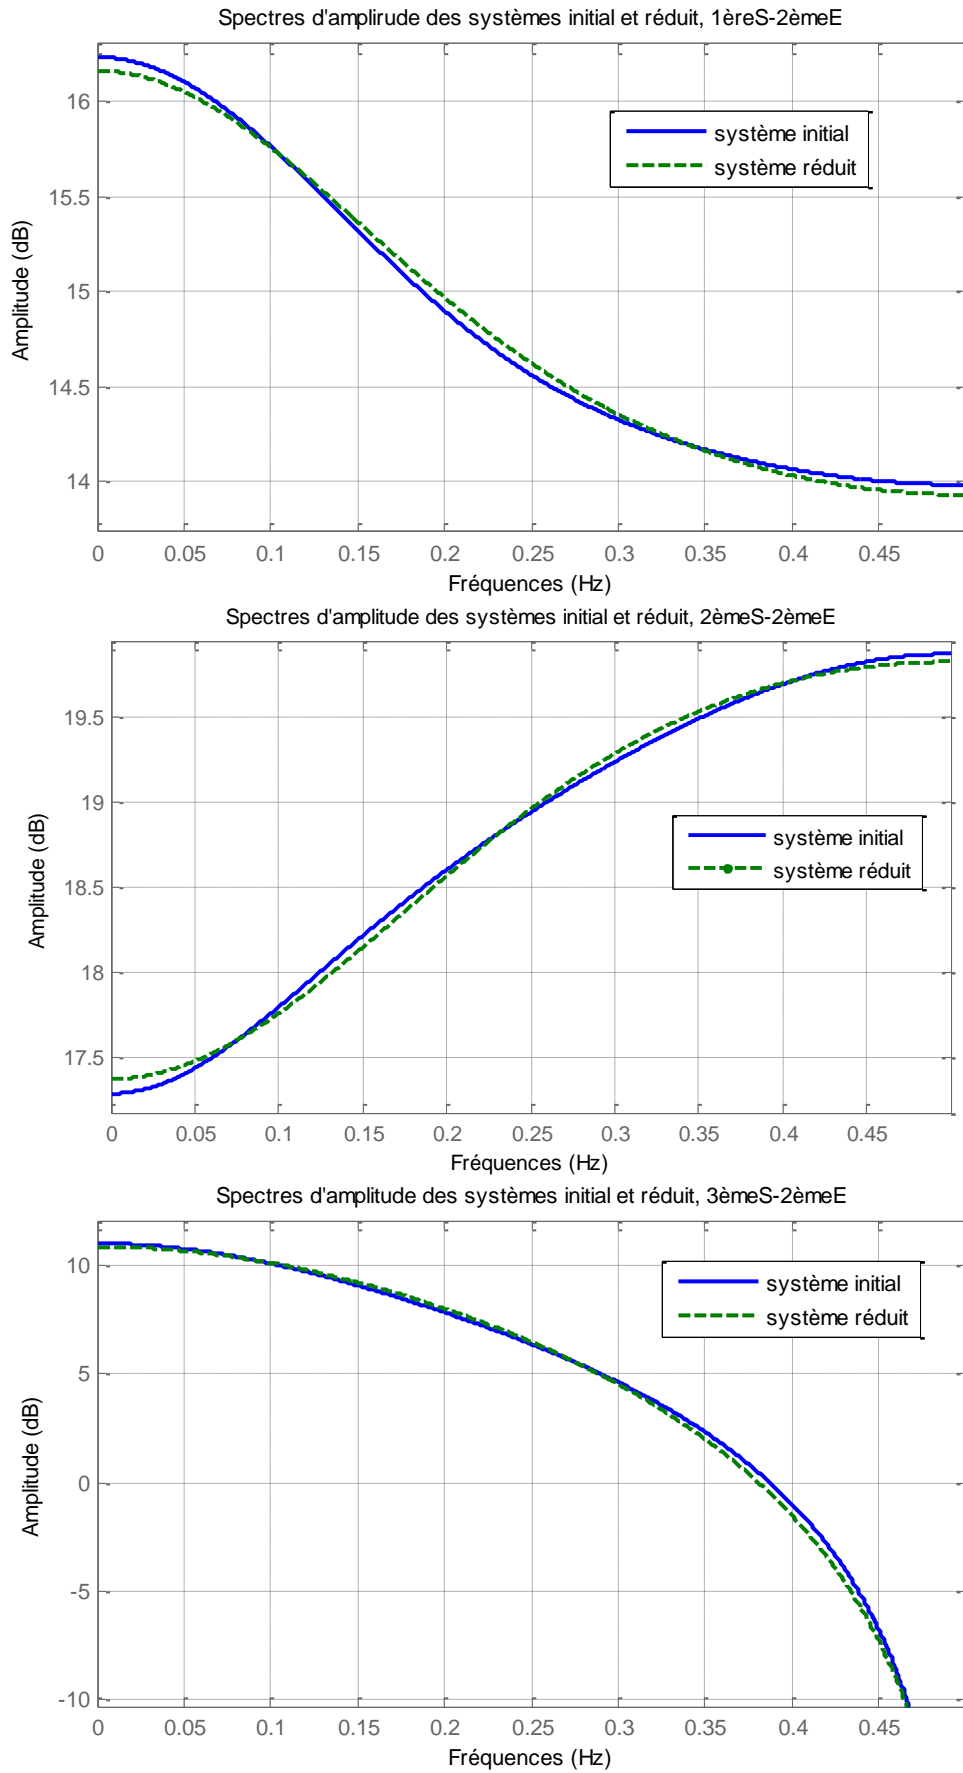 Spectres d'amplirude des systèmes initial et réduit, 1èreS-2èmeE
16
15.5
15
14.5
14
Amplitude (dB)
système initial
système réduit
0 0.05 0.1 0.15 0.2 0.25 0.3 0.35 0.4 0.45
Fréquences (Hz)
Spectres d'amplitude des systèmes initial et réduit, 2èmeS-2èmeE
19.5
19
18.5
18
17.5
Amplitude (dB)
système initial
système réduit
0 0.05 0.1 0.15 0.2 0.25 0.3 0.35 0.4 0.45
Fréquences (Hz)
Spectres d'amplitude des systèmes initial et réduit, 3èmeS-2èmeE
10
5
0
-5
-10
Amplitude (dB)
système initial
système réduit
0 0.05 0.1 0.15 0.2 0.25 0.3 0.35 0.4 0.45
Fréquences (Hz)